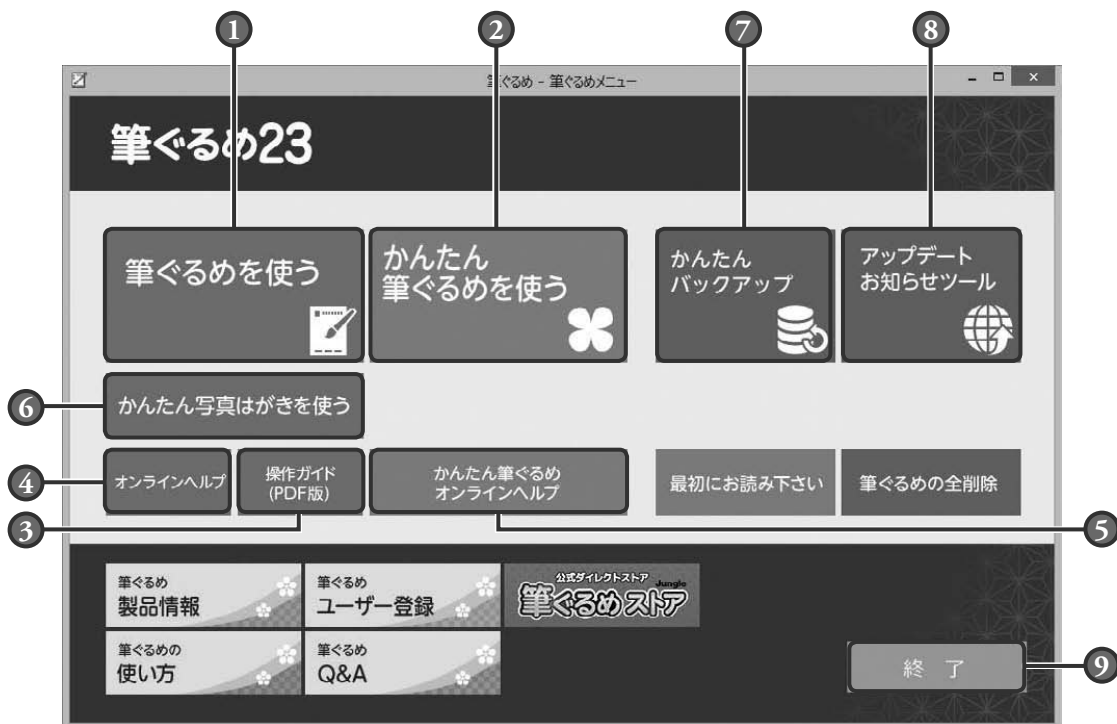 1
2
7
8
筆ぐるめ - 筆ぐるめメニュー
筆ぐるめ23
筆ぐるめを使う
かんたん
筆ぐるめを使う
かんたん
バックアップ
アップデート
お知らせツール
6
かんたん写真はがきを使う
4
オンラインヘルプ
操作ガイド
(PDF版)
かんたん筆ぐるめ
オンラインヘルプ
最初にお読み下さい
筆ぐるめの全削除
3
5
筆ぐるめ
製品情報
筆ぐるめ
ユーザー登録
公式ダイレクトストア
Jungle
筆ぐるめストア
筆ぐるめの
使い方
筆ぐるめ
Q&A
終 了
9